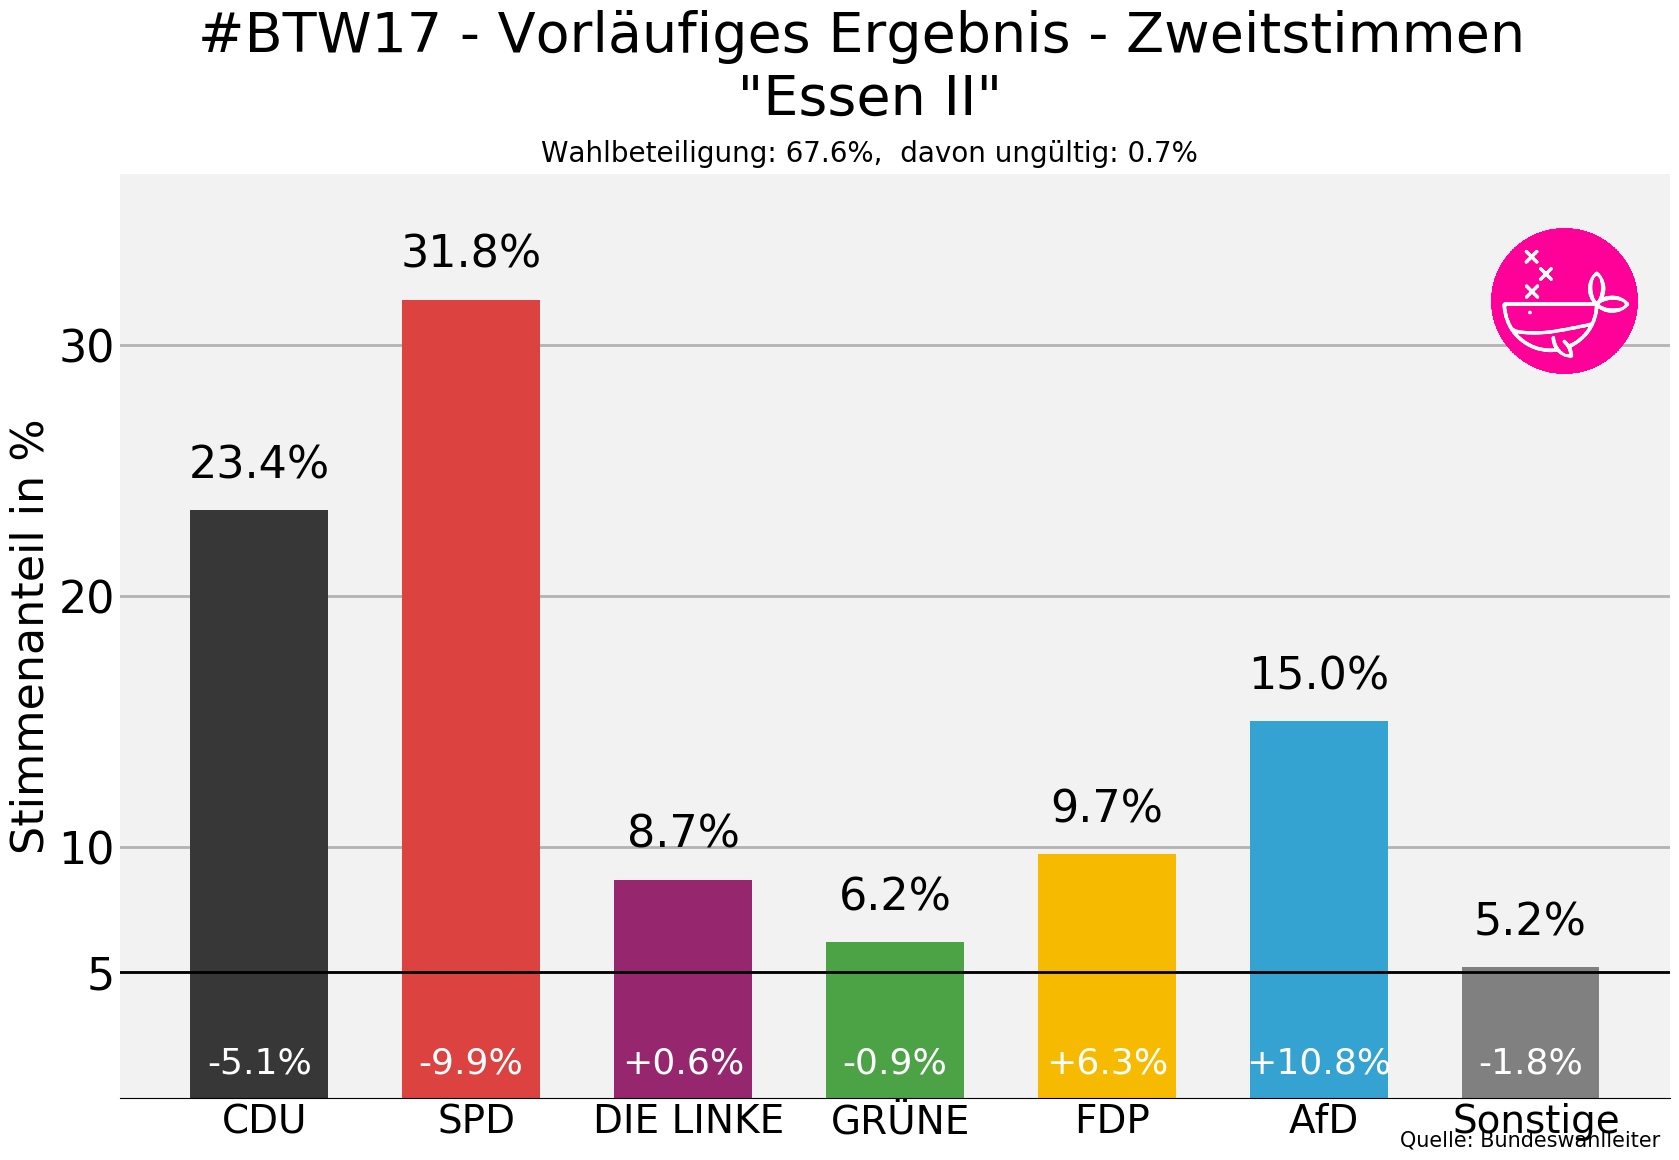 #BTW17 - Vorläufiges Ergebnis - Zweitstimmen
"Essen II"
Wahlbeteiligung: 67.6%,  davon ungültig: 0.7%
Stimmenanteil in %
30
20
10
5
23.4%
31.8%
8.7%
6.2%
9.7%
15.0%
5.2%
-5.1%
-9.9%
+0.6%
-0.9%
+6.3%
+10.8%
-1.8%
CDU
SPD
DIE LINKE
GRÜNE
FDP
AfD
Sonstige
Quelle: Bundeswahlleiter